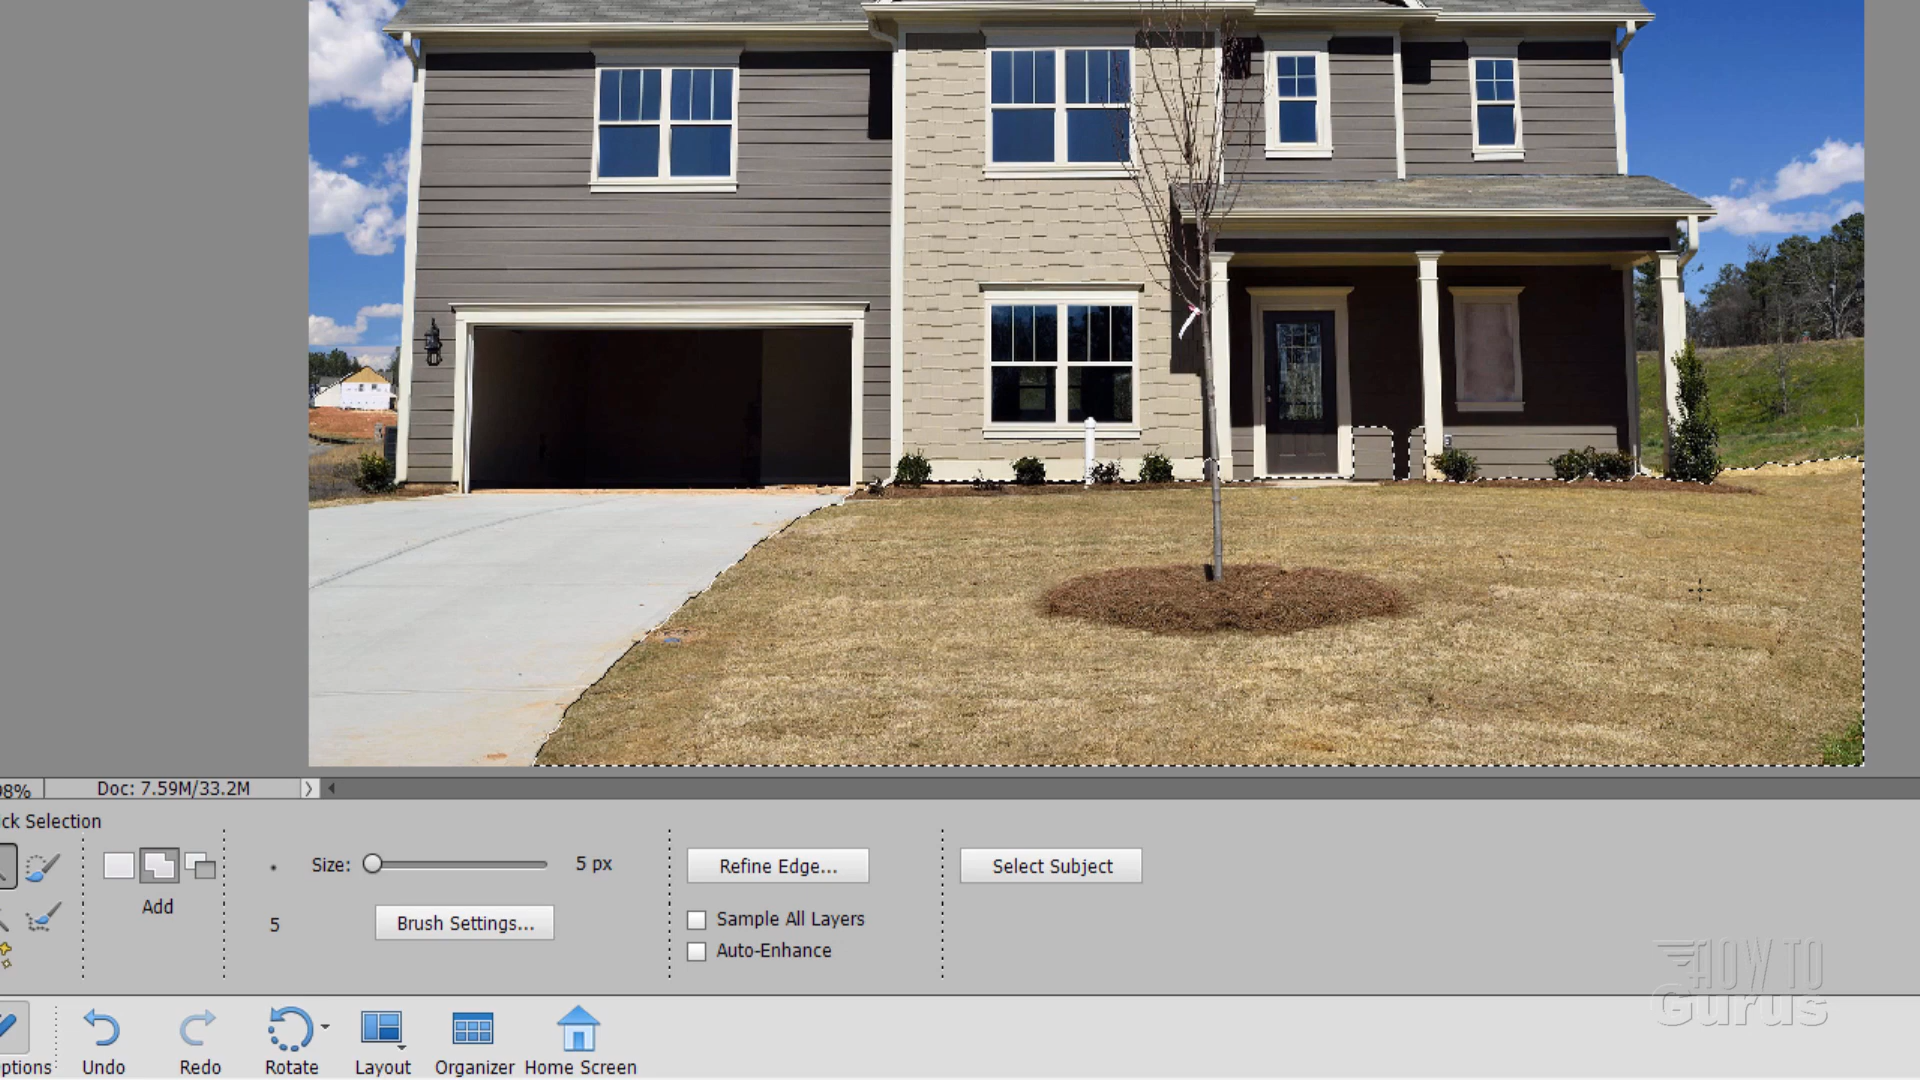 98%
Doc: 7.59M/33.2M
ck Selection
Size:
5 px
Refine Edge...
Select Subject
Add
5
Brush Settings...
Sample All Layers
Auto-Enhance
HOW TO
Gurus
ptions
Undo
Redo
Rotate
Layout
Organizer
Home Screen